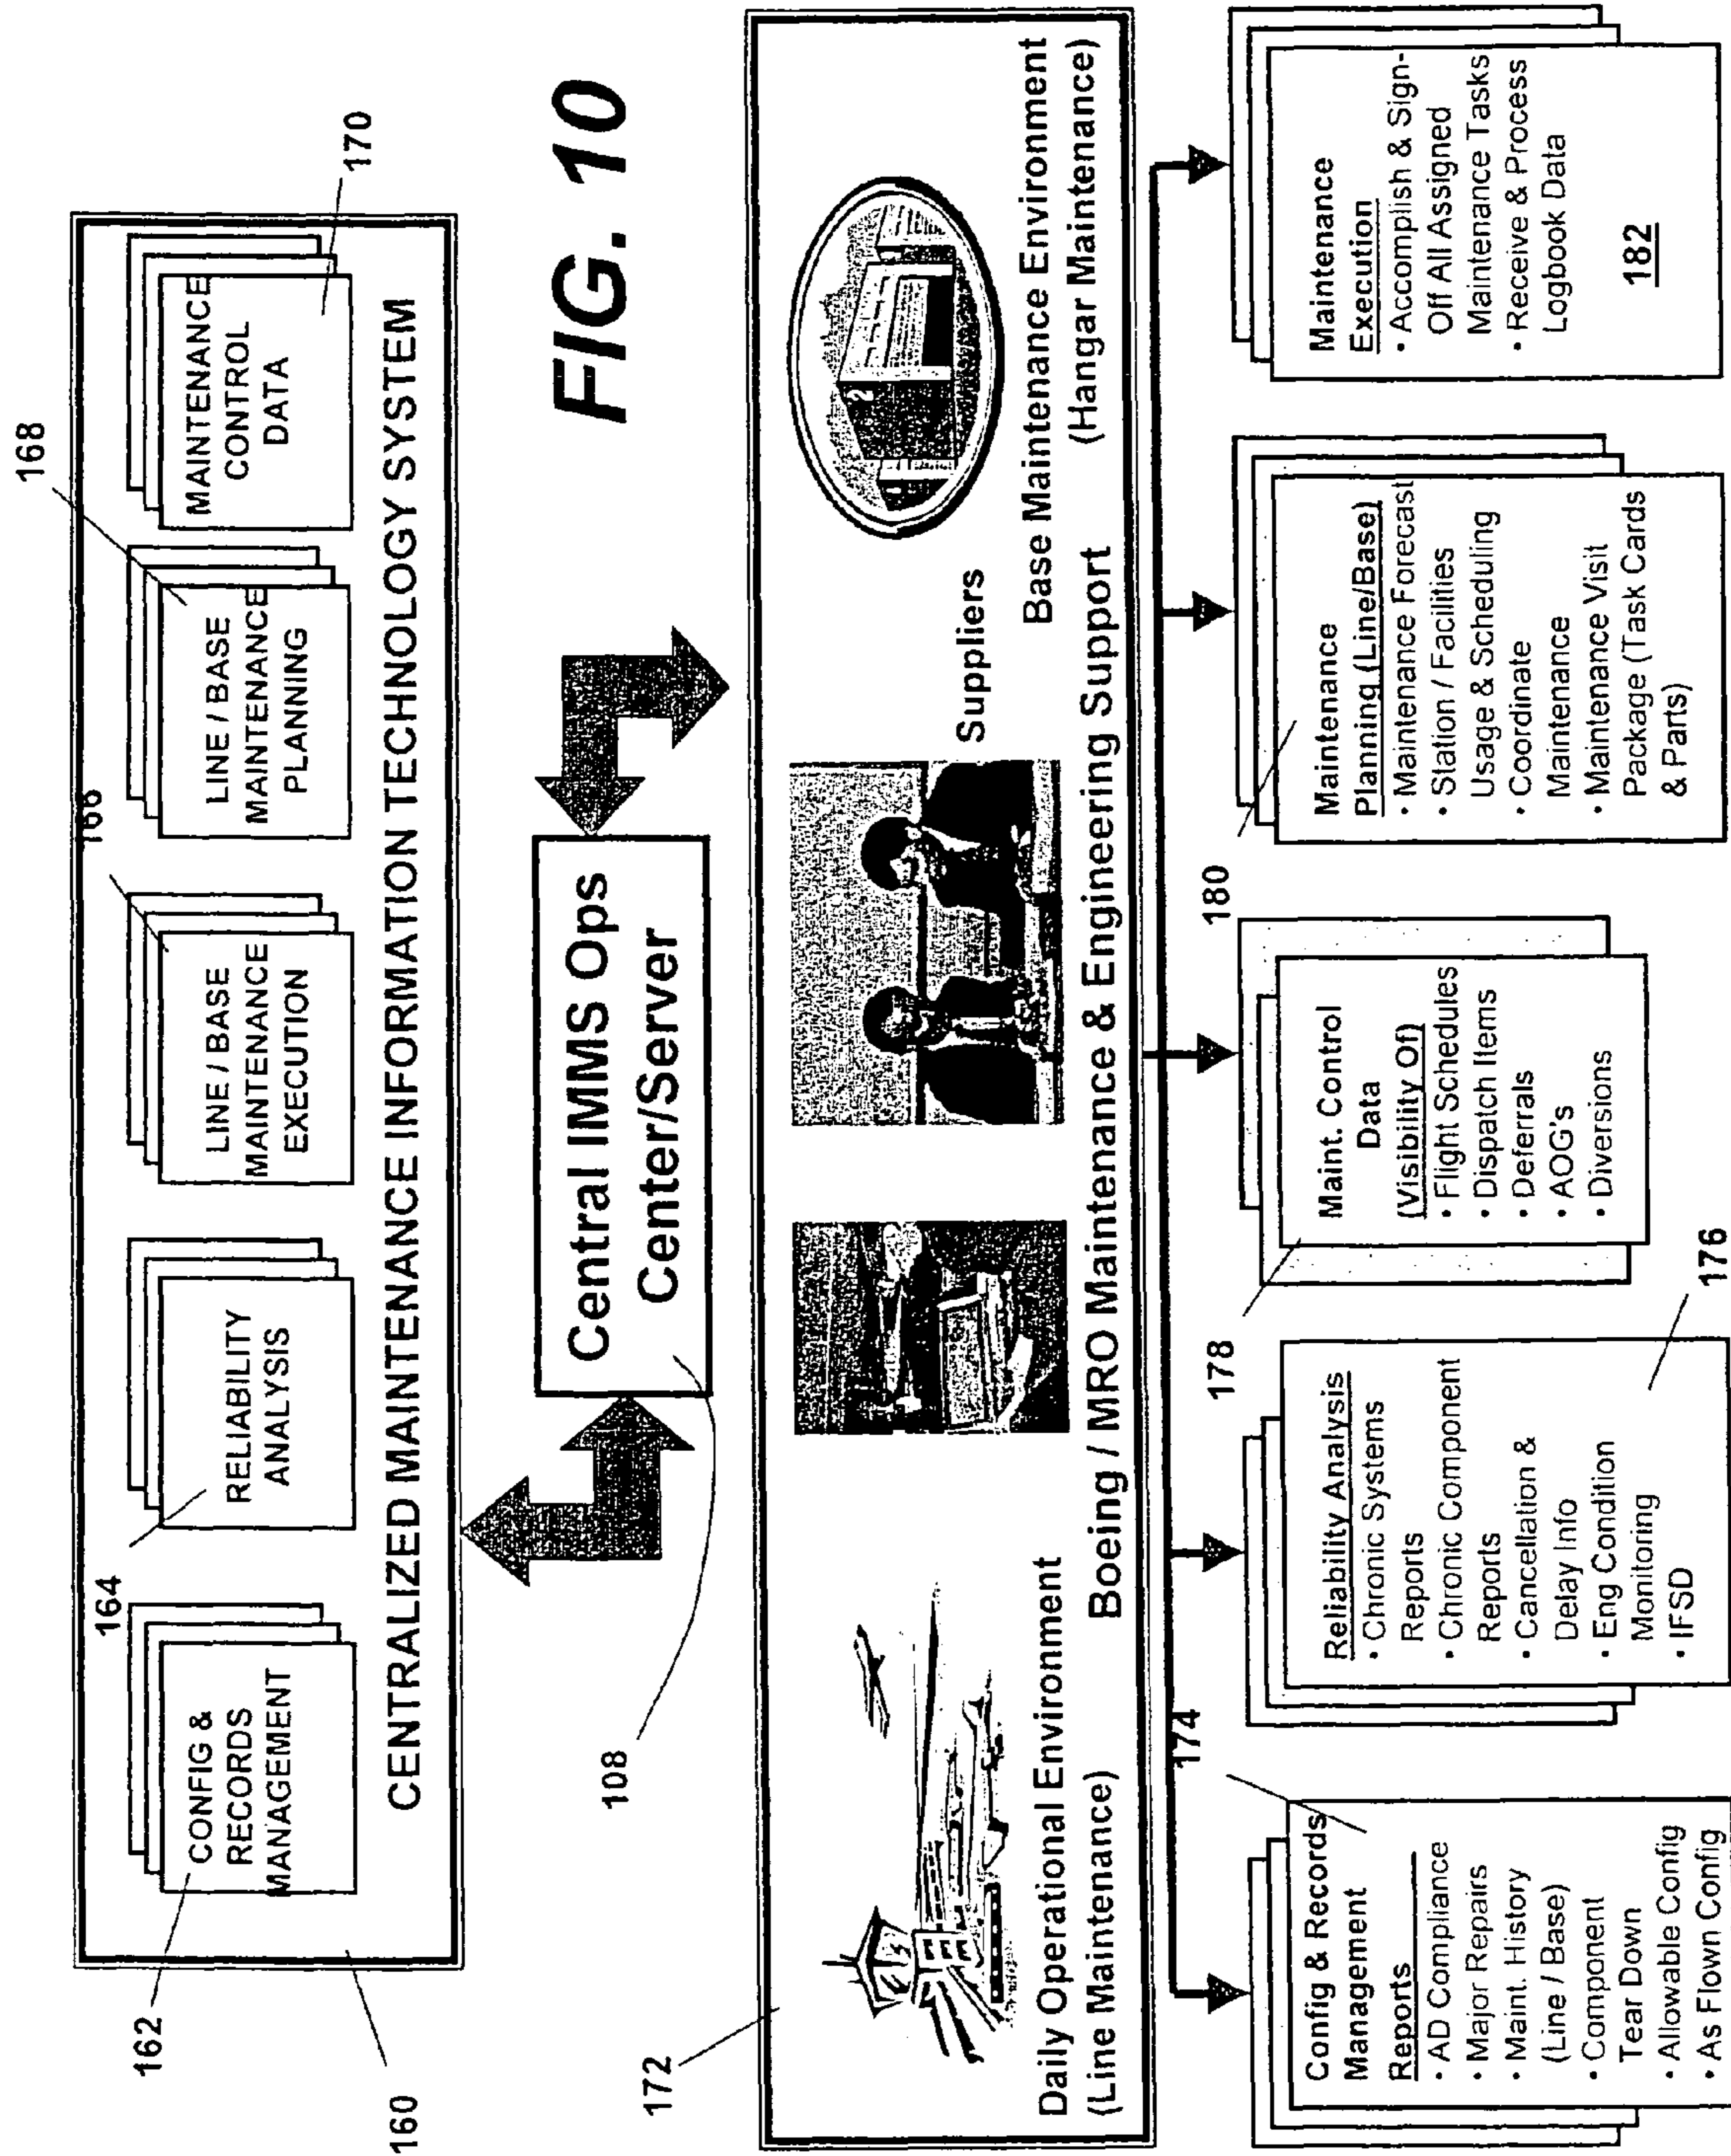 162
CONFIG &
RECORDS
MANAGEMENT
164
RELIABILITY
ANALYSIS
166
LINE / BASE
MAINTENANCE
EXECUTION
168
LINE / BASE
MAINTENANCE
PLANNING
170
MAINTENANCE
CONTROL
DATA
160
CENTRALIZED MAINTENANCE INFORMATION TECHNOLOGY SYSTEM
108
Central IMMS Ops
Center/Server
FIG. 10
172
2
Daily Operational Environment
(Line Maintenance)
Suppliers
Base Maintenance Environment
(Hangar Maintenance)
Boeing / MRO Maintenance & Engineering Support
174
Config & Records
Management
Reports
• AD Compliance
• Major Repairs
• Maint. History
(Line / Base)
• Component
Tear Down
• Allowable Config
• As Flown Config
176
Reliability Analysis
• Chronic Systems
Reports
• Chronic Component
Reports
• Cancellation &
Delay Info
• Eng Condition
Monitoring
• IFSD
178
Maint. Control
Data
(Visibility Of)
• Flight Schedules
• Dispatch Items
• Deferrals
• AOG's
• Diversions
180
Maintenance
Planning (Line/Base)
• Maintenance Forecast
• Station / Facilities
Usage & Scheduling
• Coordinate
Maintenance
• Maintenance Visit
Package (Task Cards
& Parts)
Maintenance
Execution
• Accomplish & Sign-
Off All Assigned
Maintenance Tasks
• Receive & Process
Logbook Data
182